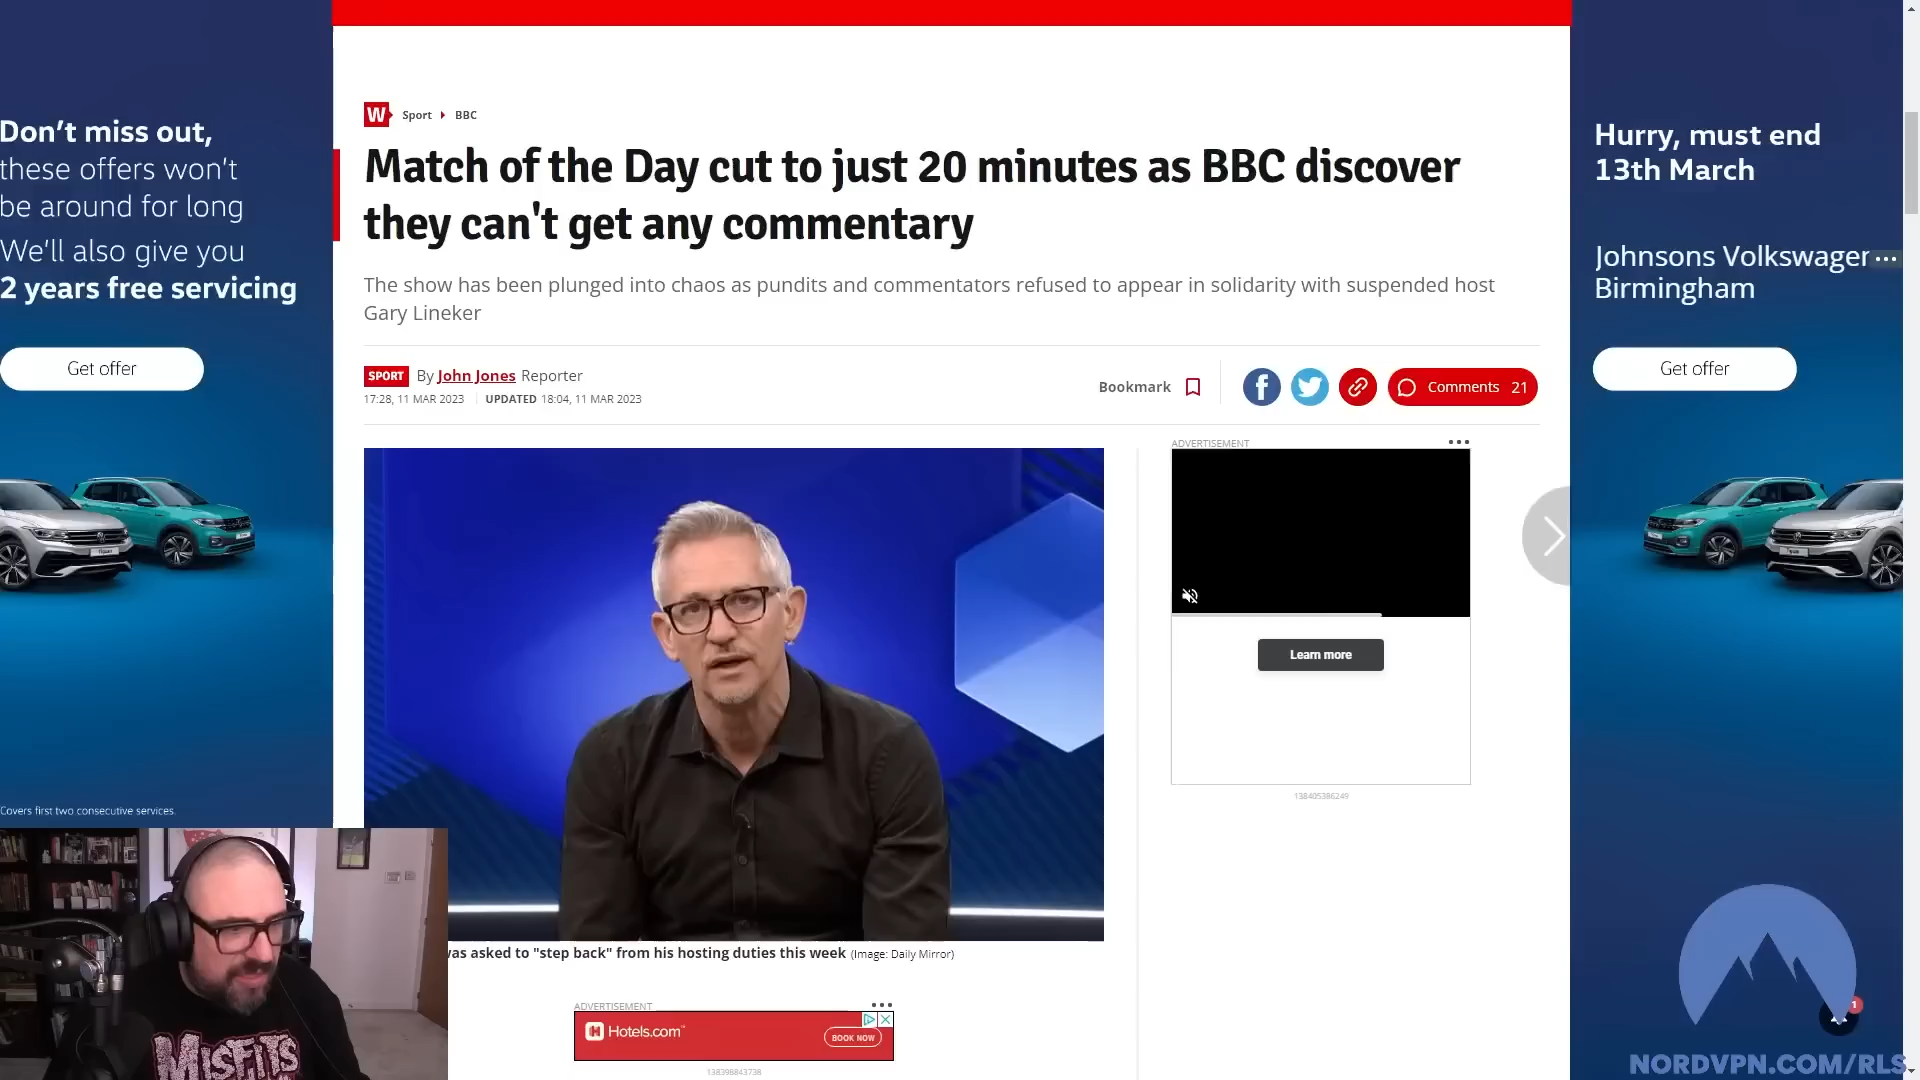 Don't miss out,
these offers won't
be around for long
We'll also give you
2 years free servicing
Get offer
Covers first two consecutive services.
W Sport BBC
Match of the Day cut to just 20 minutes as BBC discover
they can't get any commentary
The show has been plunged into chaos as pundits and commentators refused to appear in solidarity with suspended host
Gary Lineker
SPORT By John Jones Reporter
17:28, 11 MAR 2023 UPDATED 18:04, 11 MAR 2023
Bookmark
Comments 21
ADVERTISEMENT
Learn more
138405386249
was asked to "step back" from his hosting duties this week (Image: Daily Mirror)
ADVERTISEMENT
Hotels.com
BOOK NOW
138398843738
MISFITS
Hurry, must end
13th March
Johnsons Volkswagen
Birmingham
Get offer
1
NORDVPN.COM/RLS